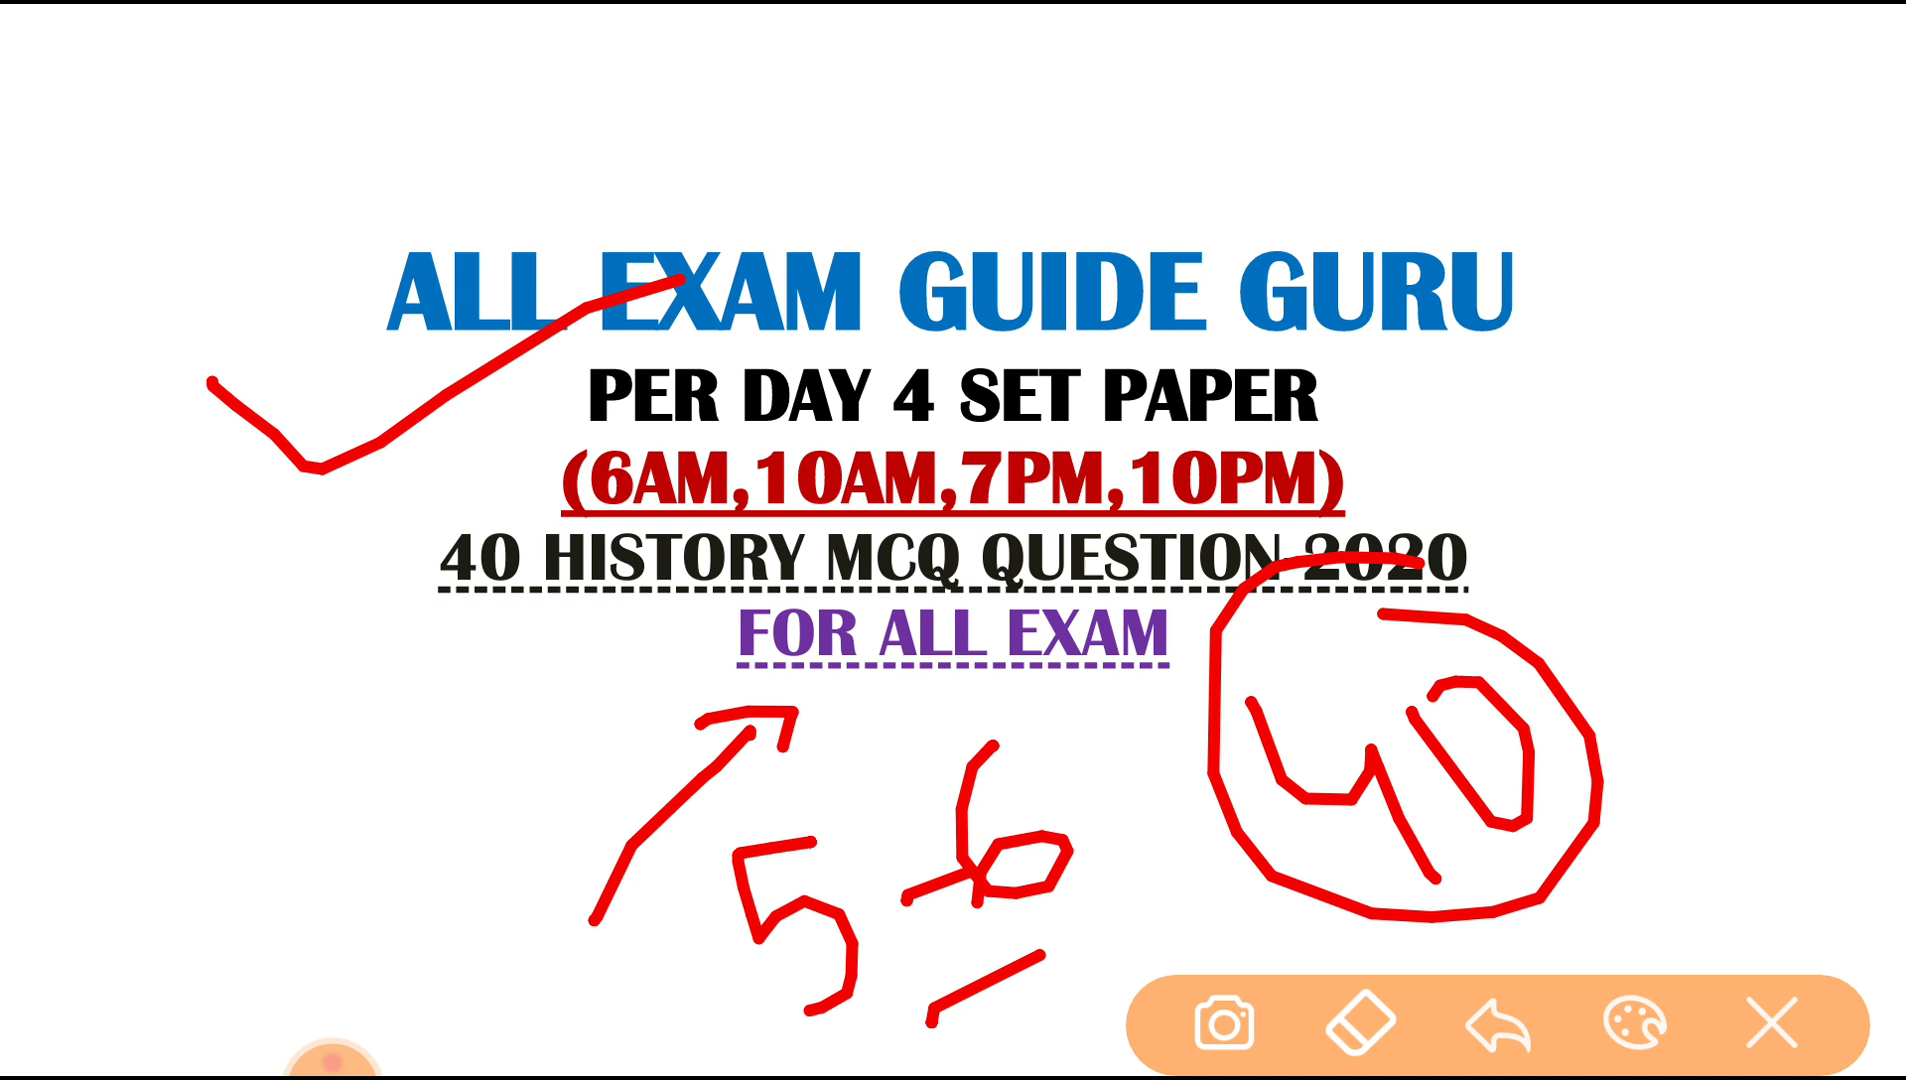 ALL EXAM GUIDE GURU
PER DAY 4 SET PAPER
(6AM,10AM,7PM,10PM)
40 HISTORY MCQ QUESTION 2020
FOR ALL EXAM
40
5-6